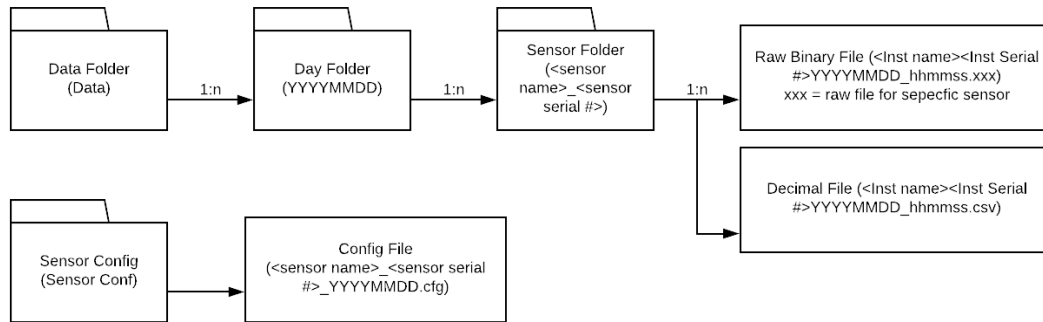 Data Folder
(Data)
1:n
Day Folder
(YYYYMMDD)
1:n
Sensor Folder
(<sensor
name>_<sensor
serial #>)
1:n
Raw Binary File (<Inst name><Inst Serial
#>YYYYMMDD_hhmmss.xxx)
xxx = raw file for sepecfic sensor
Decimal File (<Inst name><Inst Serial
#>YYYYMMDD_hhmmss.csv)
Sensor Config
(Sensor Conf)
Config File
(<sensor name>_<sensor serial
#>_YYYYMMDD.cfg)